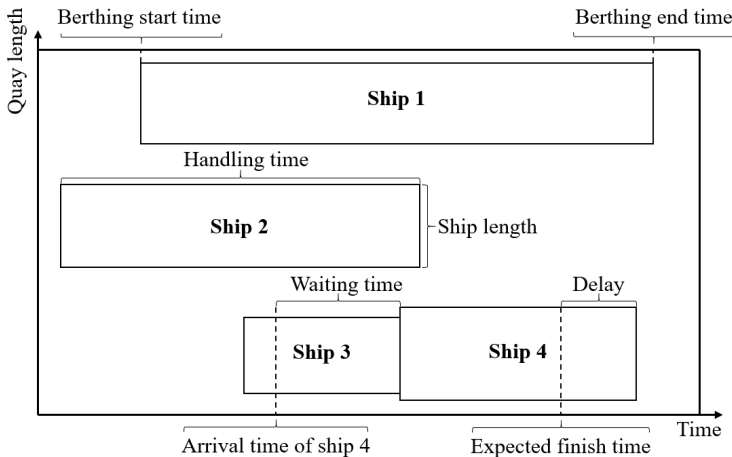 Berthing start time
Berthing end time
Quay length
Ship 1
Handling time
Ship 2
Ship length
Waiting time
Delay
Ship 3
Ship 4
Time
Arrival time of ship 4
Expected finish time